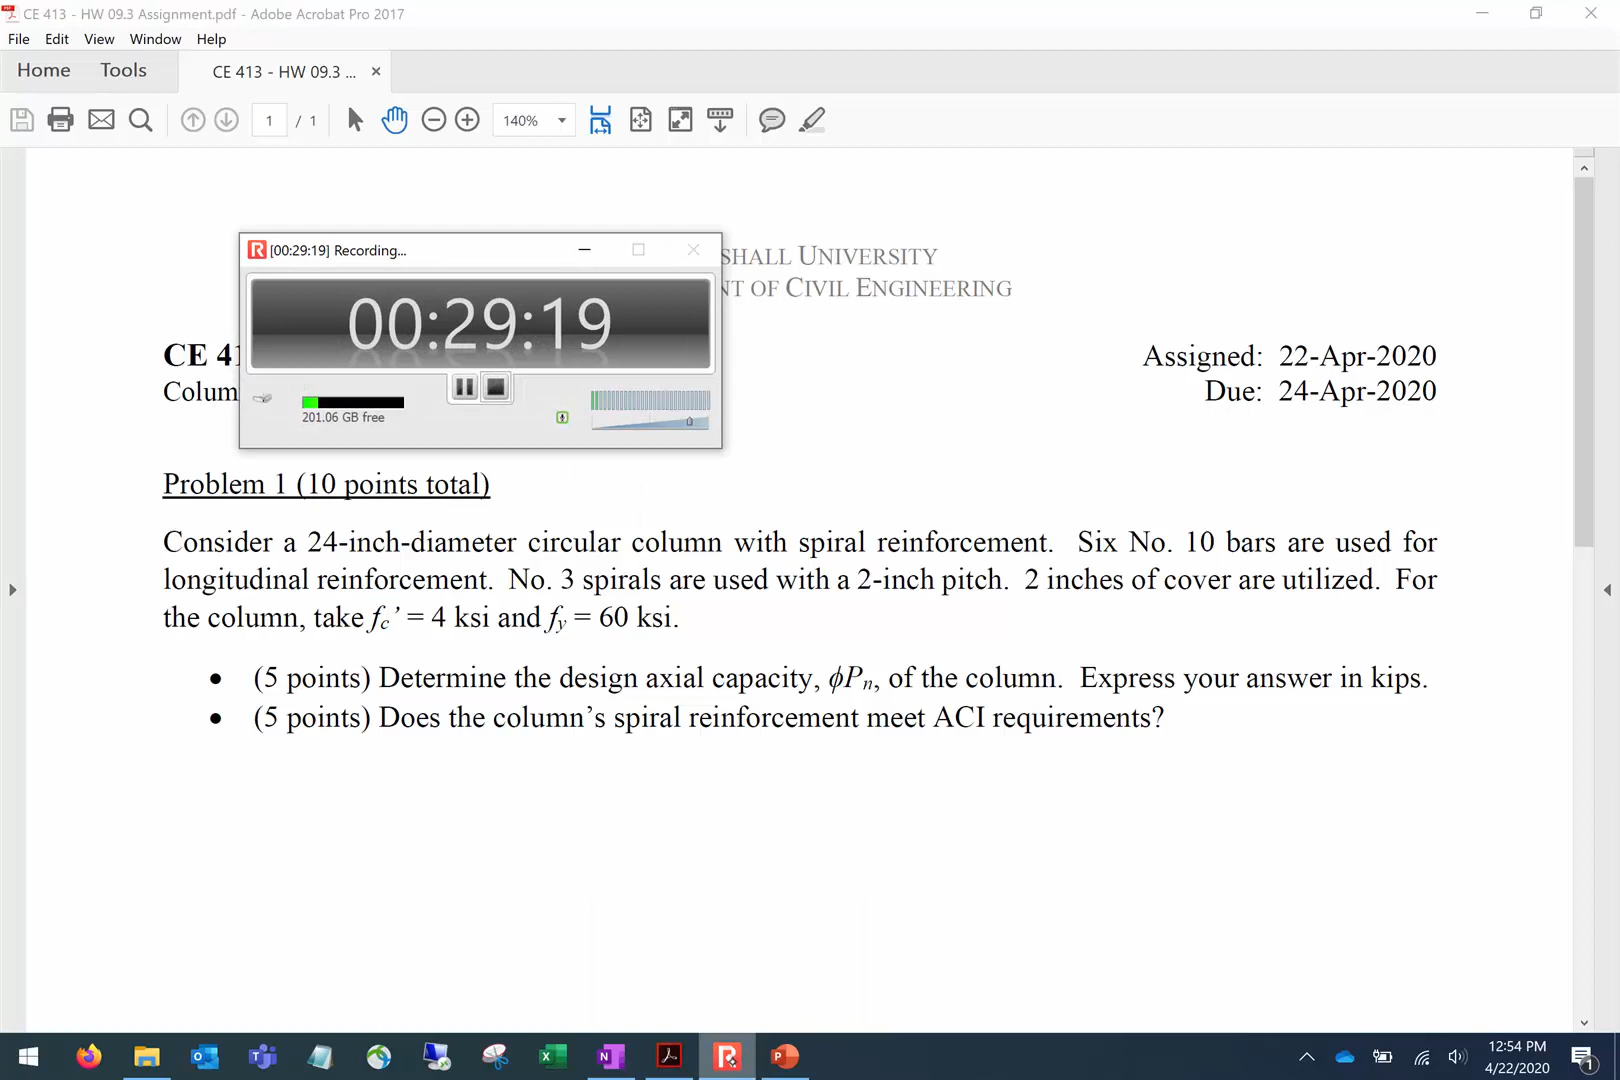 CE 413 - HW 09.3 Assignment.pdf - Adobe Acrobat Pro 2017
File Edit View Window Help
Home Tools CE 413 - HW 09.3 ...
1 / 1 140%
[00:29:19] Recording...
00:29:19
201.06 GB free
SHALL UNIVERSITY
NT OF CIVIL ENGINEERING
CE 41
Assigned: 22-Apr-2020
Colum
Due: 24-Apr-2020
Problem 1 (10 points total)
Consider a 24-inch-diameter circular column with spiral reinforcement. Six No. 10 bars are used for
longitudinal reinforcement. No. 3 spirals are used with a 2-inch pitch. 2 inches of cover are utilized. For
the column, take fc’ = 4 ksi and fy = 60 ksi.
• (5 points) Determine the design axial capacity, ϕPn, of the column. Express your answer in kips.
• (5 points) Does the column’s spiral reinforcement meet ACI requirements?
12:54 PM
4/22/2020
1